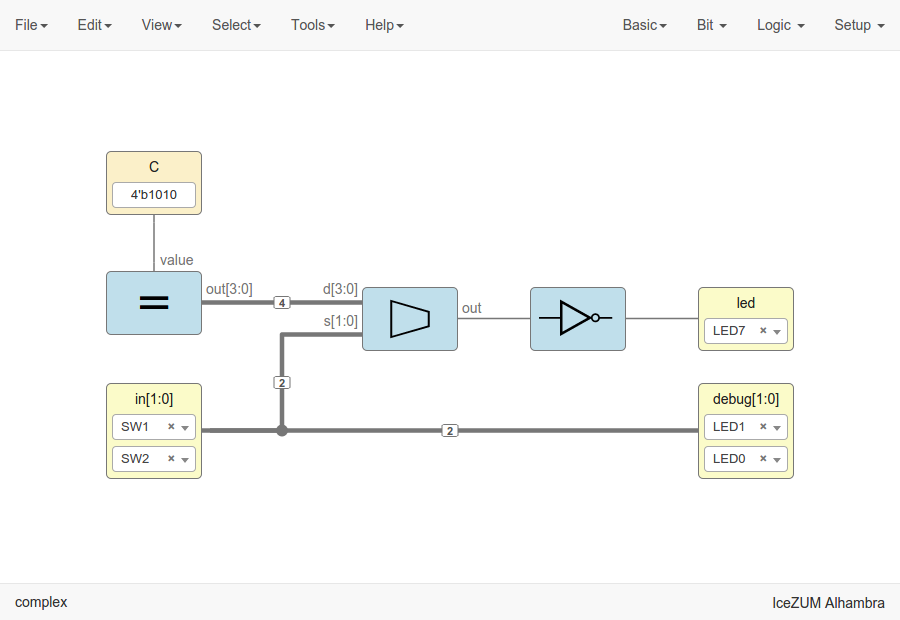 File Edit View Select Tools Help Basic Bit Logic Setup
C
4'b1010
value
out[3:0] 4 d[3:0]
s[1:0]
out
led
LED7 ×
2
in[1:0]
SW1 ×
SW2 ×
2
debug[1:0]
LED1 ×
LED0 ×
complex IceZUM Alhambra